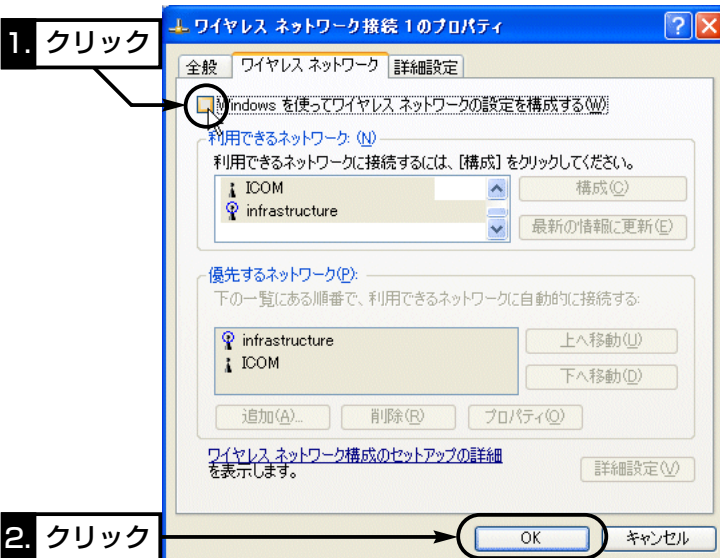 ワイヤレス ネットワーク接続 1のプロパティ
1. クリック
全般 ワイヤレス ネットワーク 詳細設定
Windows を使ってワイヤレス ネットワークの設定を構成する(W)
利用できるネットワーク: (N)
利用できるネットワークに接続するには、[構成] をクリックしてください。
ICOM
infrastructure
構成(C)
最新の情報に更新(E)
優先するネットワーク(P):
下の一覧にある順番で、利用できるネットワークに自動的に接続する:
infrastructure
ICOM
上へ移動(U)
下へ移動(D)
追加(A)... 削除(R) プロパティ(O)
ワイヤレス ネットワーク構成のセットアップの詳細
を表示します。
詳細設定(V)
2. クリック
OK キャンセル